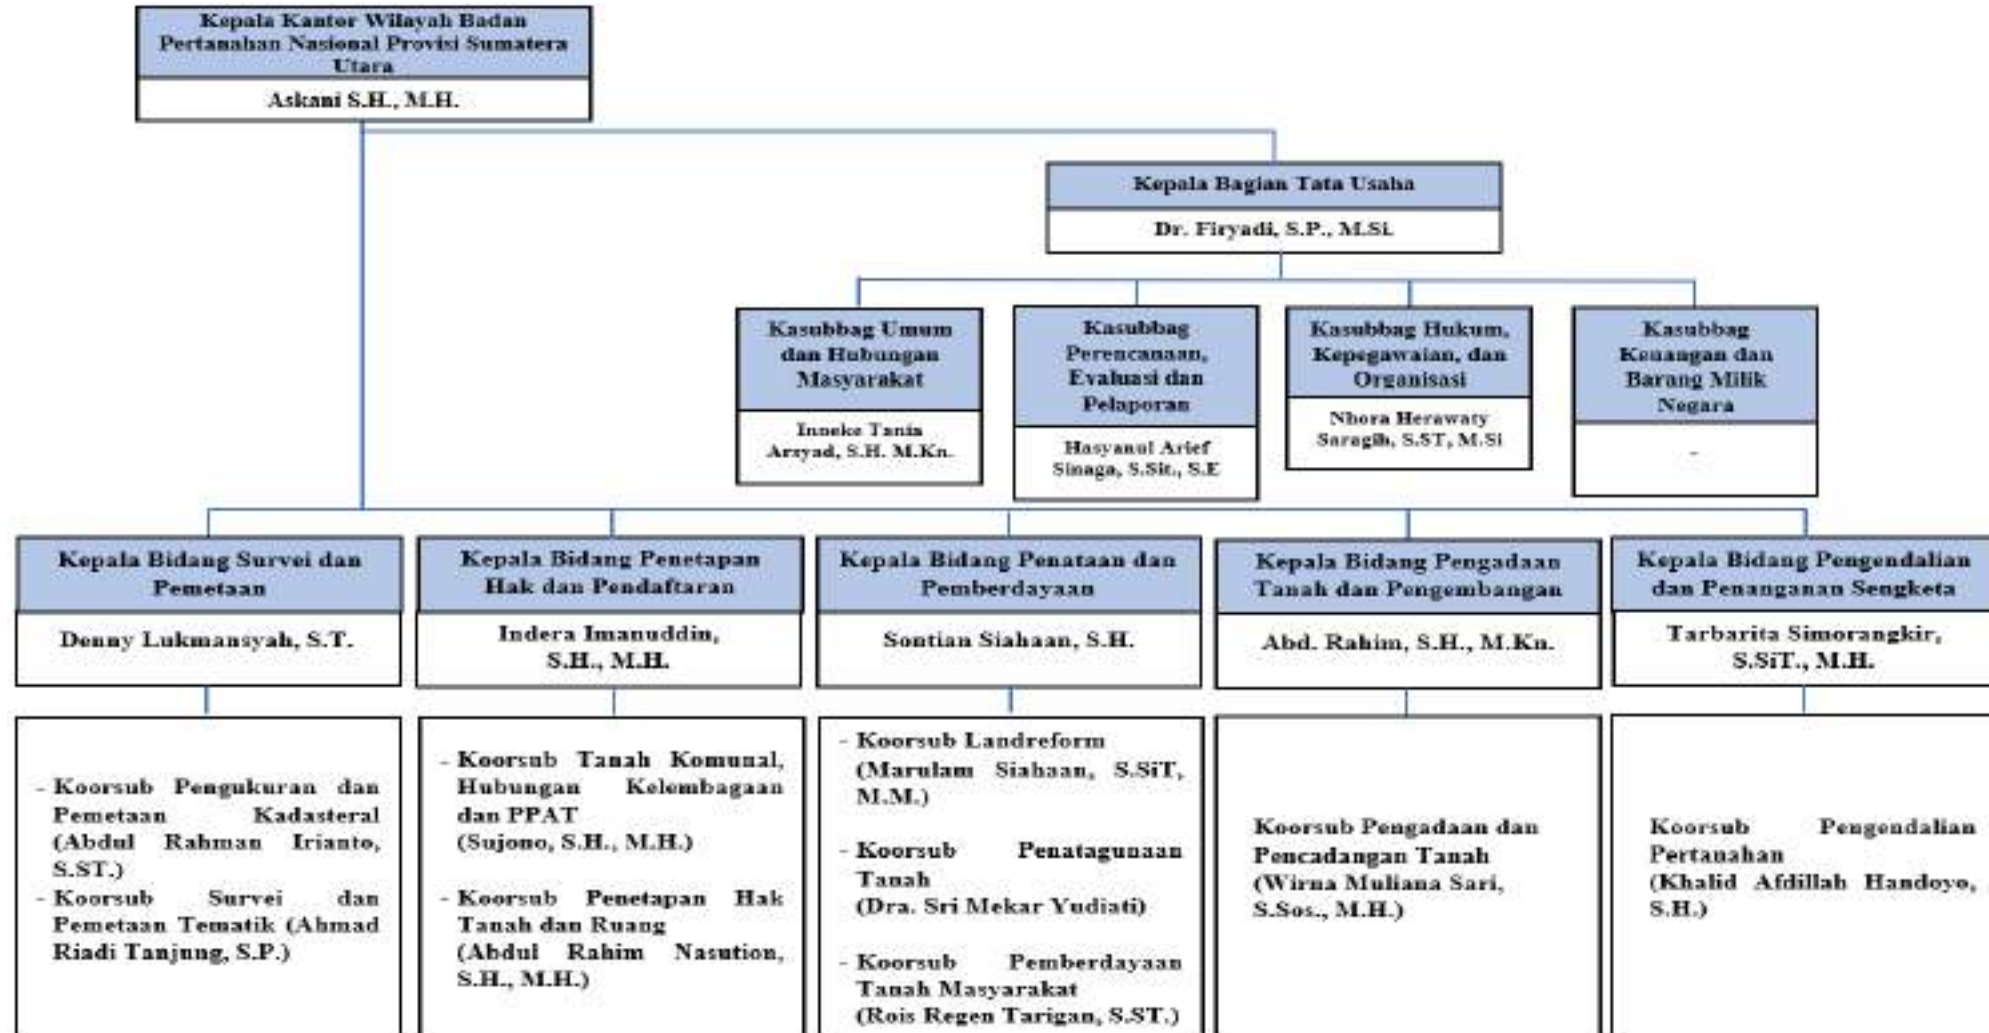 Kepala Kantor Wilayah Badan
Pertanahan Nasional Provisi Sumatera
Utara
Askani S.H., M.H.
Kepala Bagian Tata Usaha
Dr. Firyadi, S.P., M.Si.
Kasubbag Umum
dan Hubungan
Masyarakat
Inneke Tania
Arsyad, S.H. M.Kn.
Kasubbag
Perencanaan,
Evaluasi dan
Pelaporan
Hasyanul Arief
Sinaga, S.Sit., S.E
Kasubbag Hukum,
Kepegawaian, dan
Organisasi
Nhora Herawaty
Saragih, S.ST, M.Si
Kasubbag
Keuangan dan
Barang Milik
Negara
-
Kepala Bidang Survei dan
Pemetaan
Denny Lukmansyah, S.T.
Kepala Bidang Penetapan
Hak dan Pendaftaran
Indera Imanuddin,
S.H., M.H.
Kepala Bidang Penataan dan
Pemberdayaan
Sontian Siahaan, S.H.
Kepala Bidang Pengadaan
Tanah dan Pengembangan
Abd. Rahim, S.H., M.Kn.
Kepala Bidang Pengendalian
dan Penanganan Sengketa
Tarbarita Simorangkir,
S.SiT., M.H.
- Koorsub Pengukuran dan
Pemetaan Kadasteral
(Abdul Rahman Irianto,
S.ST.)
- Koorsub Survei dan
Pemetaan Tematik (Ahmad
Riadi Tanjung, S.P.)
- Koorsub Tanah Komunal,
Hubungan Kelembagaan
dan PPAT
(Sujono, S.H., M.H.)
- Koorsub Penetapan Hak
Tanah dan Ruang
(Abdul Rahim Nasution,
S.H., M.H.)
- Koorsub Landreform
(Marulam Siahaan, S.SiT,
M.M.)
- Koorsub Penatagunaan
Tanah
(Dra. Sri Mekar Yudiati)
- Koorsub Pemberdayaan
Tanah Masyarakat
(Rois Regen Tarigan, S.ST.)
Koorsub Pengadaan dan
Pencadangan Tanah
(Wirna Muliana Sari,
S.Sos., M.H.)
Koorsub Pengendalian
Pertanahan
(Khalid Afdillah Handoyo,
S.H.)